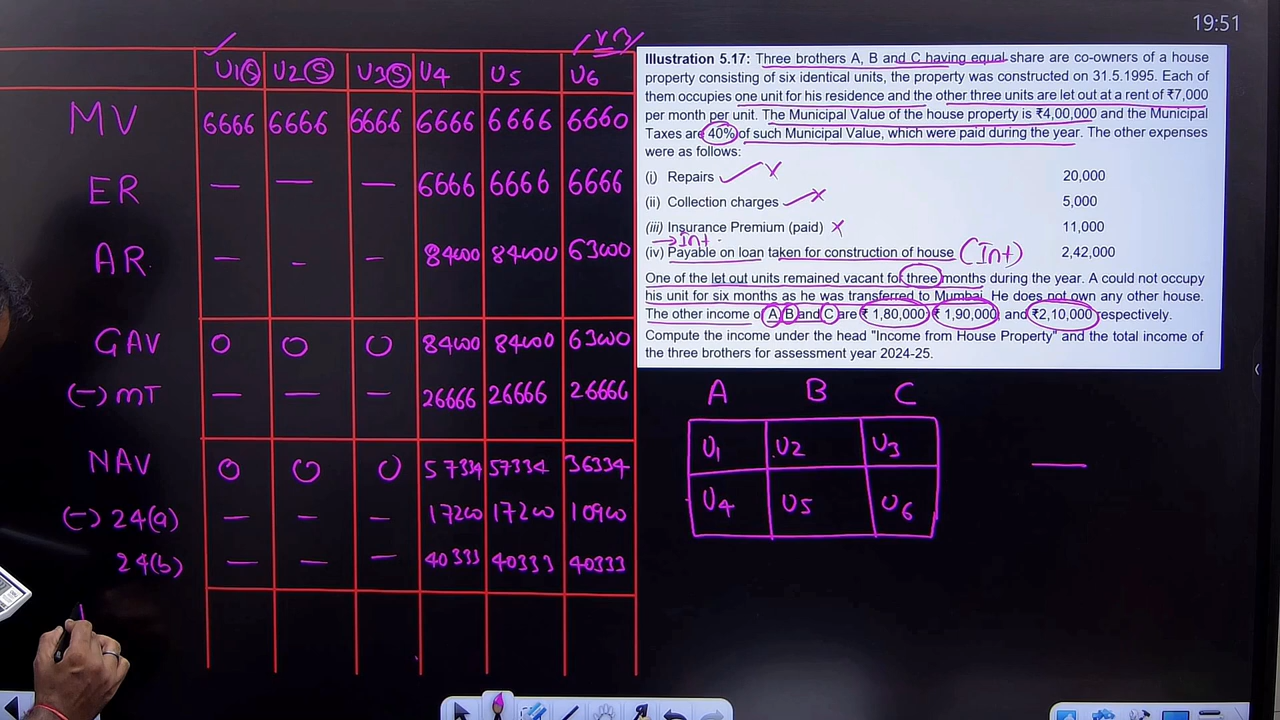 19:51
(V3)
U1(S) U2(S) U3(S) U4 U5 U6
MV 6666 6666 6666 6666 6666 6660
ER — — — 6666 6666 6666
AR. — — — 84000 84000 63000
GAV 0 0 0 84000 84000 63000
(-) MT — — — 26666 26666 26666
NAV 0 0 0 57334 57334 36334
(-) 24(a) — — — 17200 17200 10900
24(b) — — — 40333 40333 40333
Illustration 5.17: Three brothers A, B and C having equal share are co-owners of a house
property consisting of six identical units, the property was constructed on 31.5.1995. Each of
them occupies one unit for his residence and the other three units are let out at a rent of ₹7,000
per month per unit. The Municipal Value of the house property is ₹4,00,000 and the Municipal
Taxes are 40% of such Municipal Value, which were paid during the year. The other expenses
were as follows:
(i) Repairs 20,000
(ii) Collection charges 5,000
(iii) Insurance Premium (paid) 11,000
→Int.
(iv) Payable on loan taken for construction of house (Int) 2,42,000
One of the let out units remained vacant for three months during the year. A could not occupy
his unit for six months as he was transferred to Mumbai. He does not own any other house.
The other income of A B and C are ₹ 1,80,000 ₹ 1,90,000 and ₹2,10,000 respectively.
Compute the income under the head "Income from House Property" and the total income of
the three brothers for assessment year 2024-25.
A B C
U1 U2 U3
U4 U5 U6